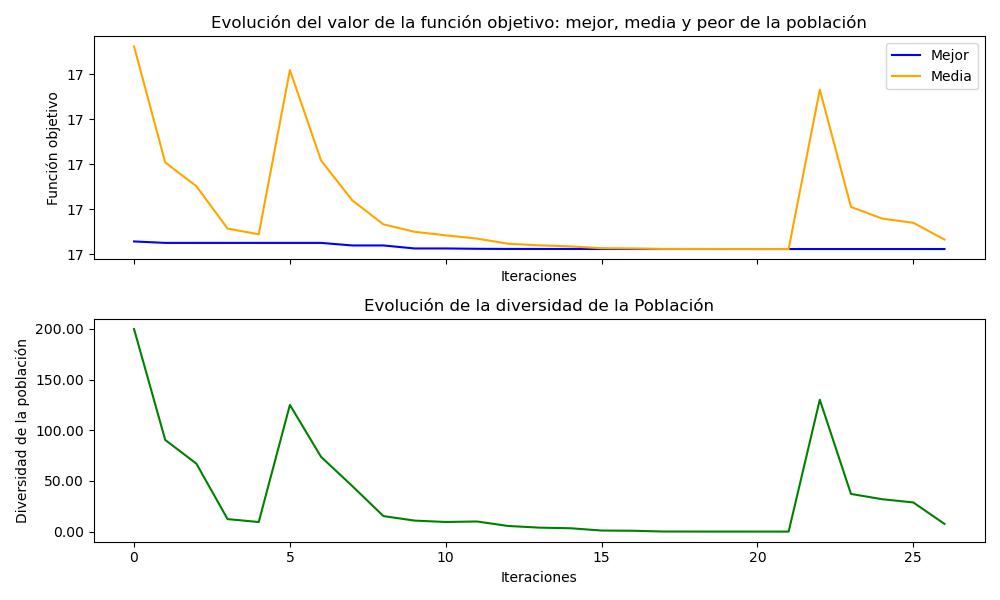 Evolución del valor de la función objetivo: mejor, media y peor de la población
Mejor
Media
17
17
17
17
17
Función objetivo
Iteraciones
Evolución de la diversidad de la Población
200.00
150.00
100.00
50.00
0.00
Diversidad de la población
0 5 10 15 20 25
Iteraciones